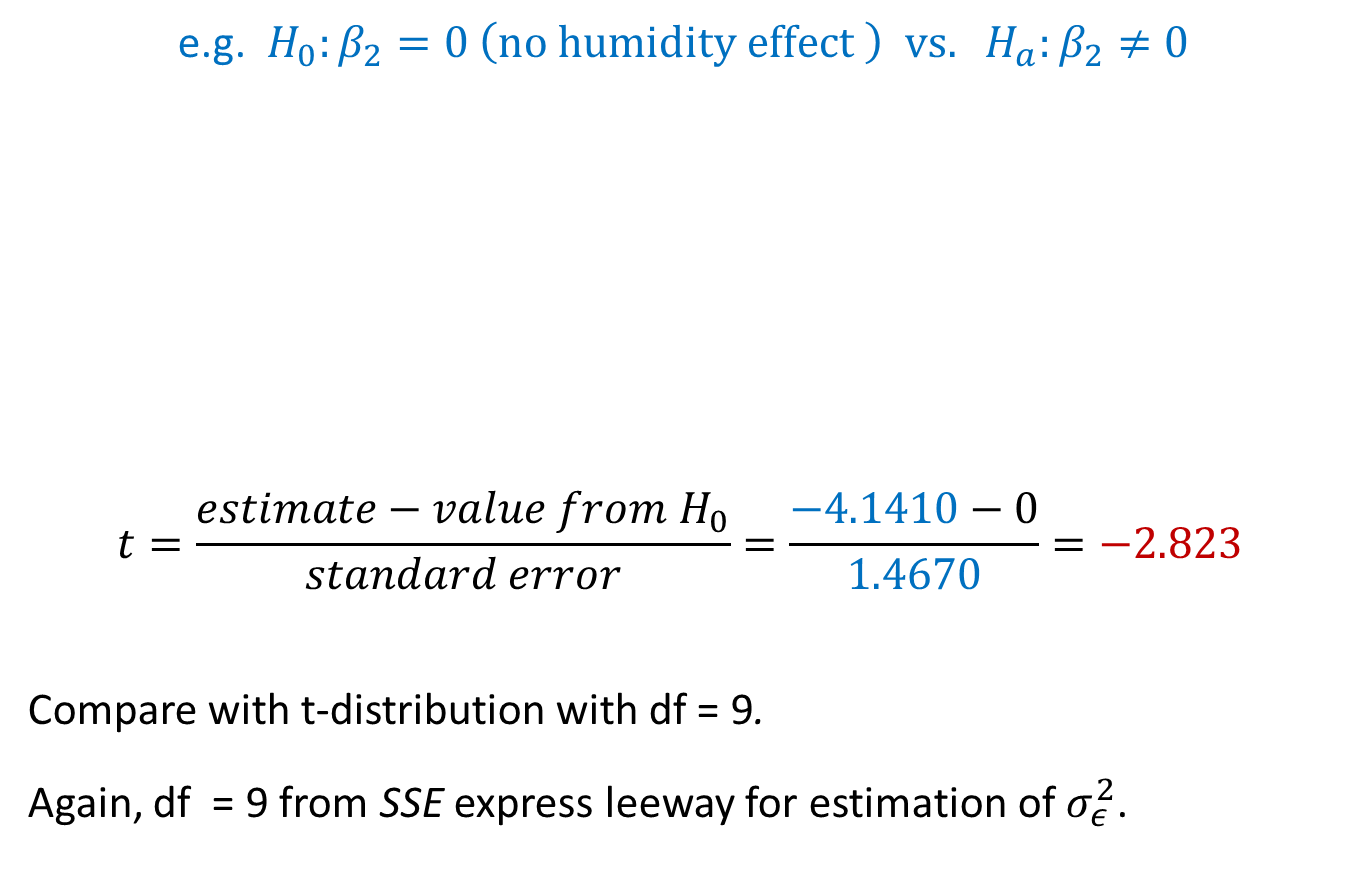 e.g. H₀: β₂ = 0 (no humidity effect ) vs. Hₐ: β₂ ≠ 0
t = (estimate − value from H₀)/(standard error) = (−4.1410 − 0)/(1.4670) = −2.823
Compare with t-distribution with df = 9.
Again, df = 9 from SSE express leeway for estimation of σ_ϵ².